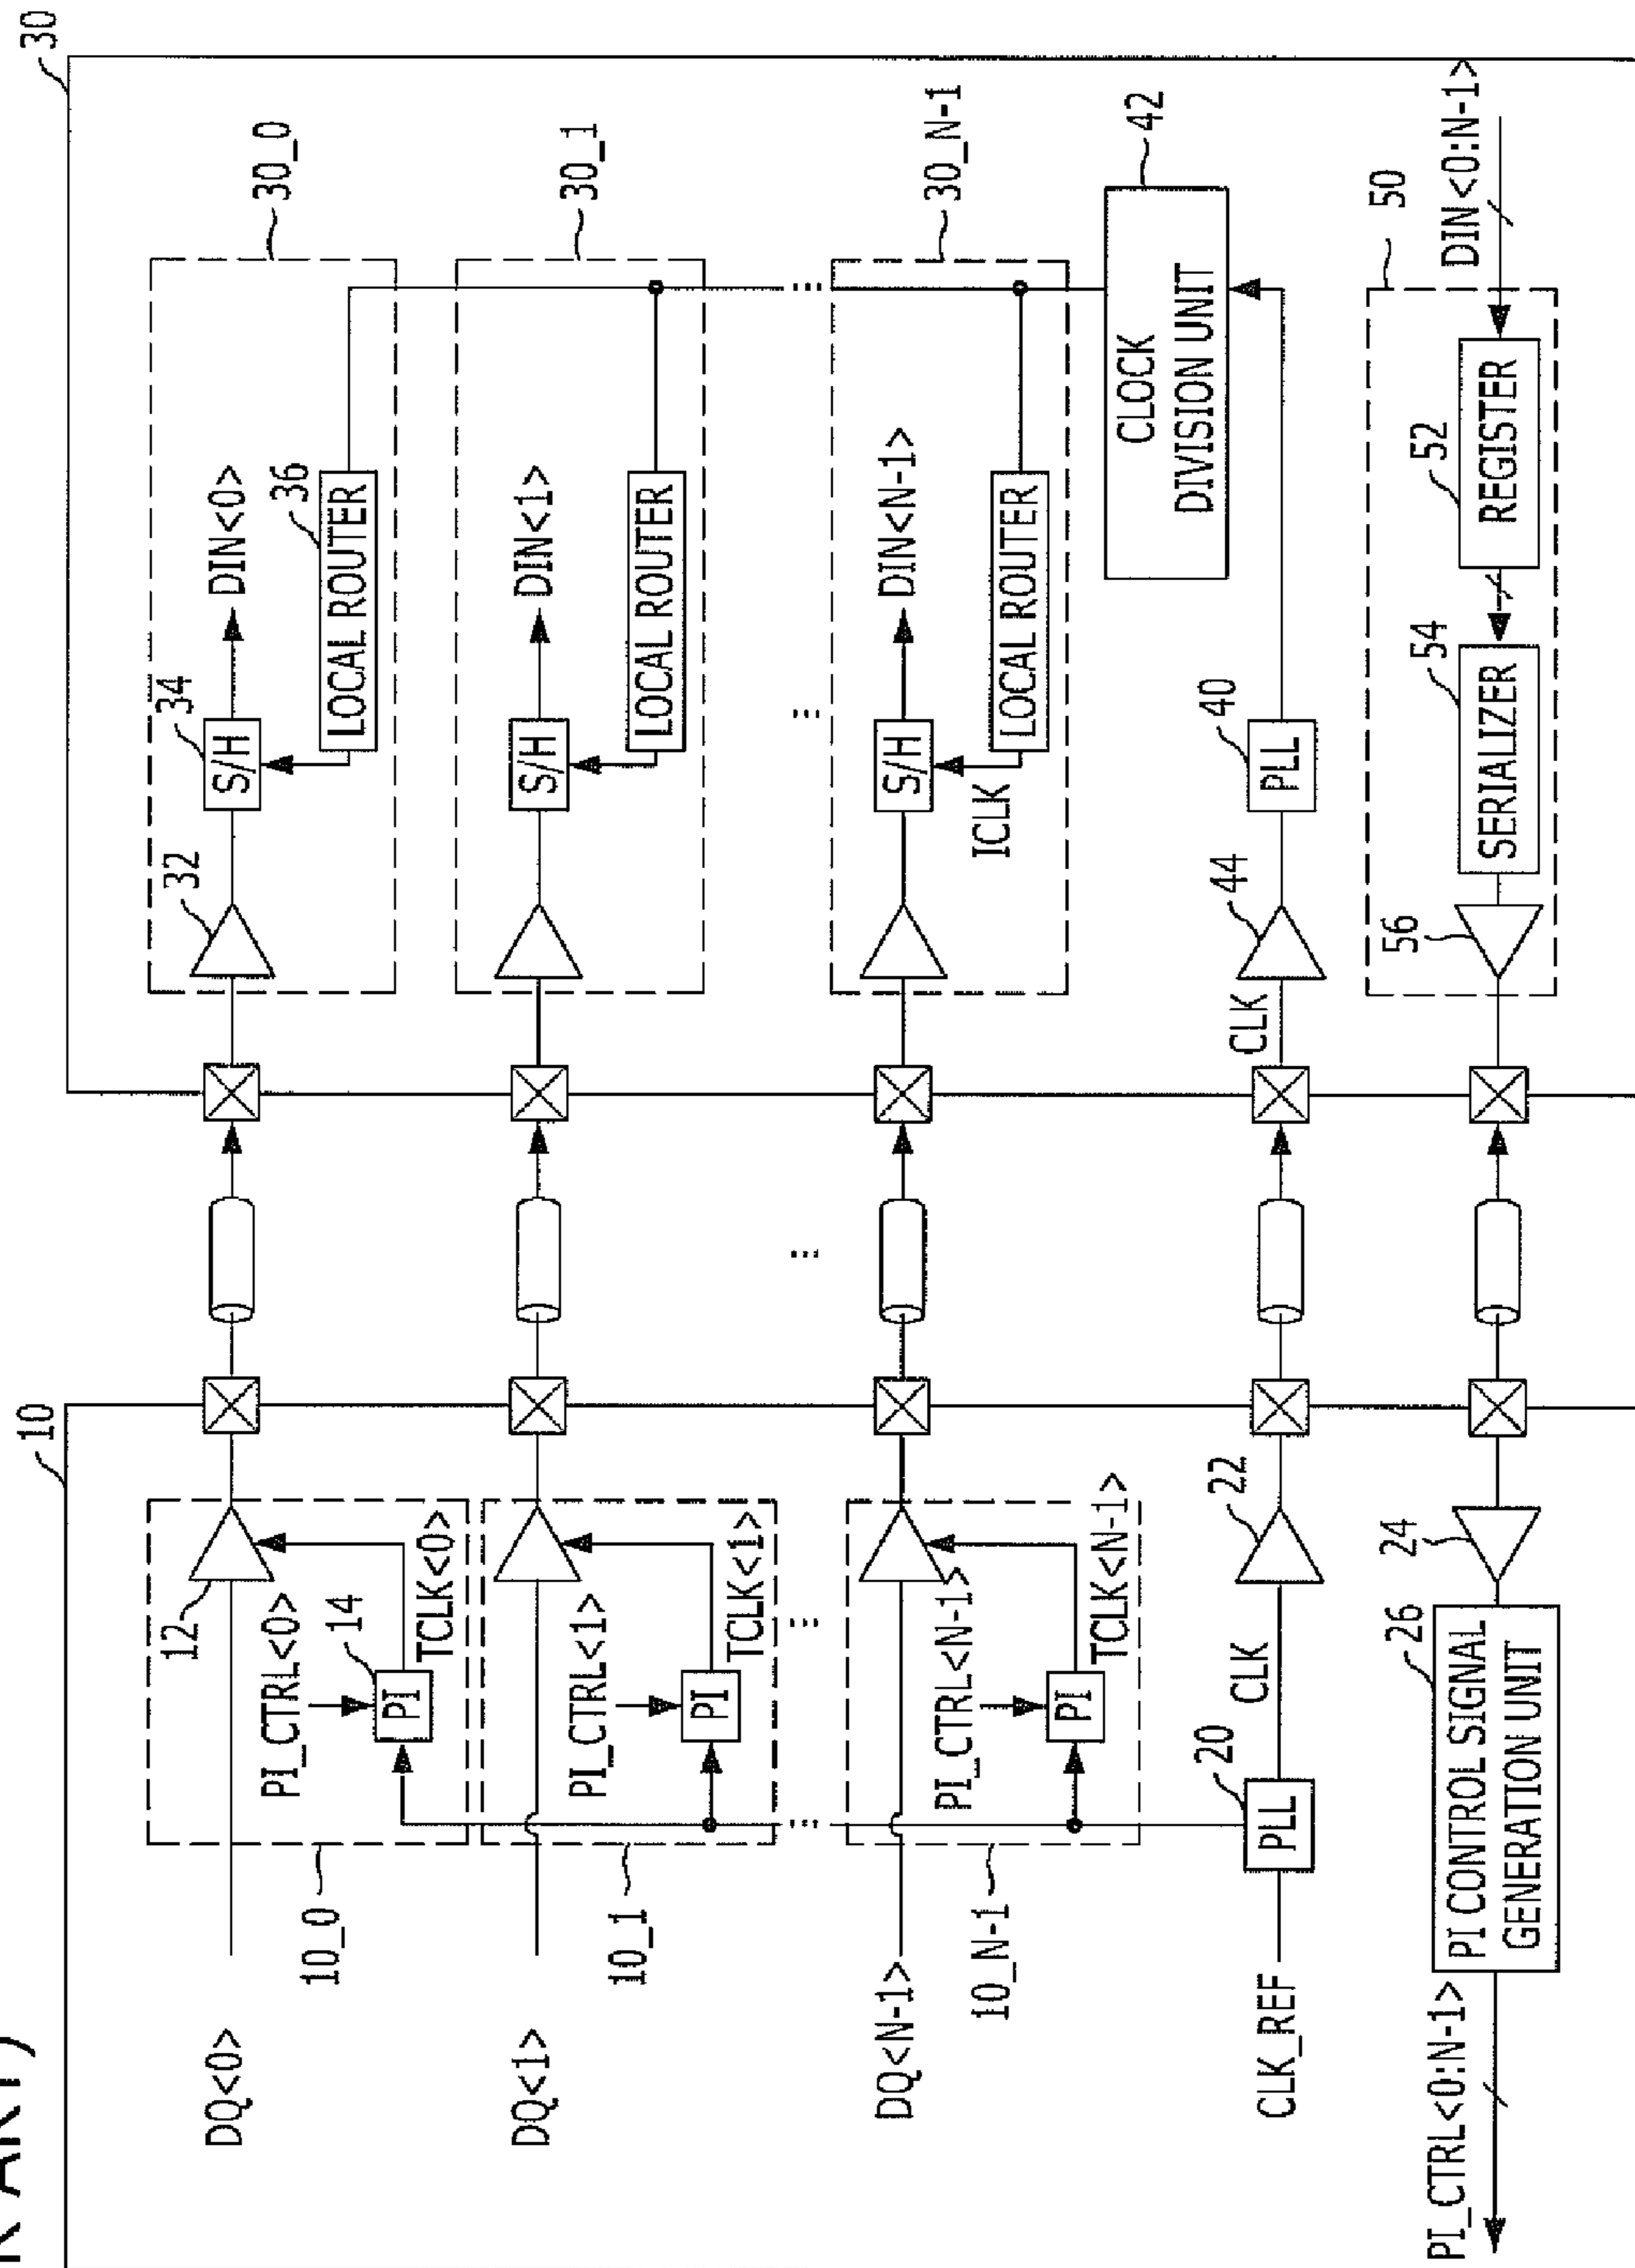 R ART)
10
DQ<0>
12
PI_CTRL<0>
14
PI
TCLK<0>
10_0
DQ<1>
PI_CTRL<1>
PI
TCLK<1>
10_1
...
...
DQ<N-1>
PI_CTRL<N-1>
PI
TCLK<N-1>
10_N-1
CLK_REF
20
PLL
CLK
22
24
26
PI CONTROL SIGNAL
GENERATION UNIT
PI_CTRL<0:N-1>
...
30
32
34
S/H
DIN<0>
36
LOCAL ROUTER
30_0
S/H
DIN<1>
LOCAL ROUTER
30_1
...
...
S/H
DIN<N-1>
ICLK
LOCAL ROUTER
30_N-1
CLK
44
40
PLL
CLOCK
DIVISION UNIT
42
50
56
54
SERIALIZER
52
REGISTER
DIN<0:N-1>